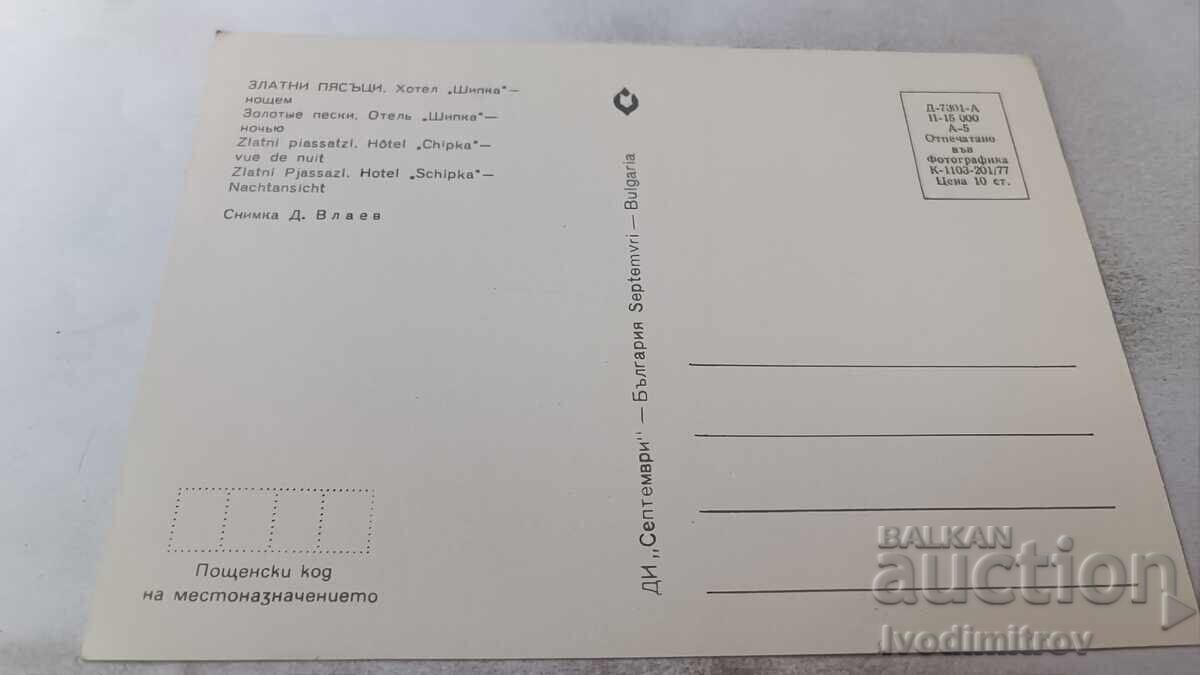 ЗЛАТНИ ПЯСЪЦИ. Хотел „Шипка“—
нощем
Золотые пески. Отель „Шипка“—
ночью
Zlatni piassatzi. Hôtel „Chipka“—
vue de nuit
Zlatni Pjassazi. Hotel „Schipka“—
Nachtansicht
Снимка Д. Влаев
Пощенски код
на местоназначението
ДИ „Септември“ — България Septemvri — Bulgaria
Д-7301-А
П-15 000
А-5
Отпечатано
във
Фотографика
К-1103-201/77
Цена 10 ст.
BALKAN
auction
Ivodimitrov